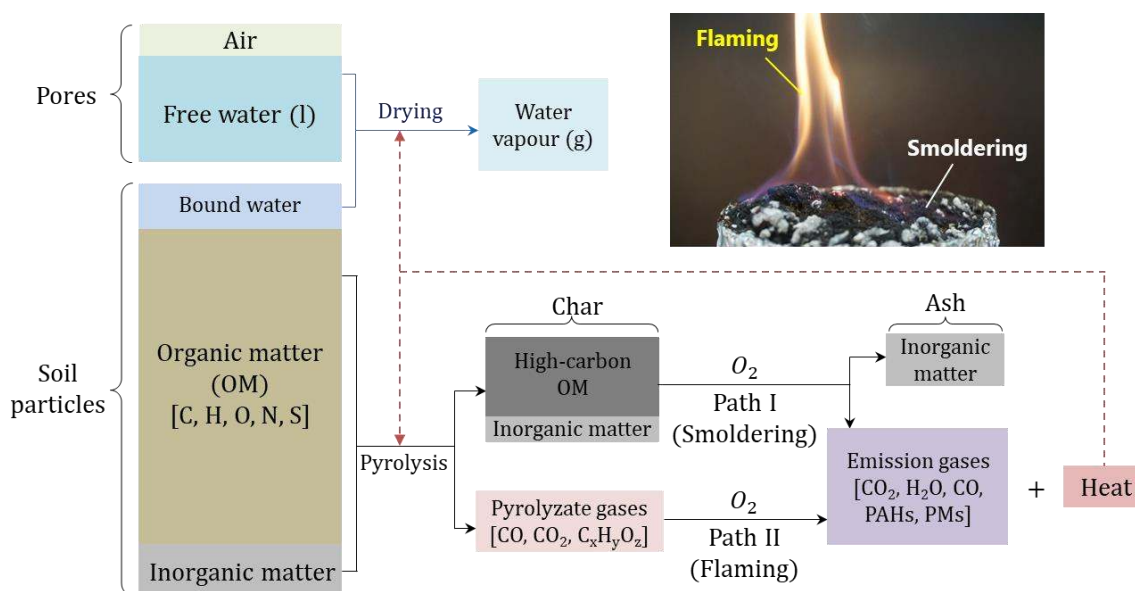 Air
Pores
Free water (l)
Drying
Water
vapour (g)
Flaming
Smoldering
Bound water
Soil
particles
Organic matter
(OM)
[C, H, O, N, S]
Inorganic matter
Pyrolysis
Char
High-carbon
OM
Inorganic matter
O₂
Path I
(Smoldering)
Ash
Inorganic
matter
Pyrolyzate gases
[CO, CO₂, CₓHᵧO_z]
O₂
Path II
(Flaming)
Emission gases
[CO₂, H₂O, CO,
PAHs, PMs]
+
Heat